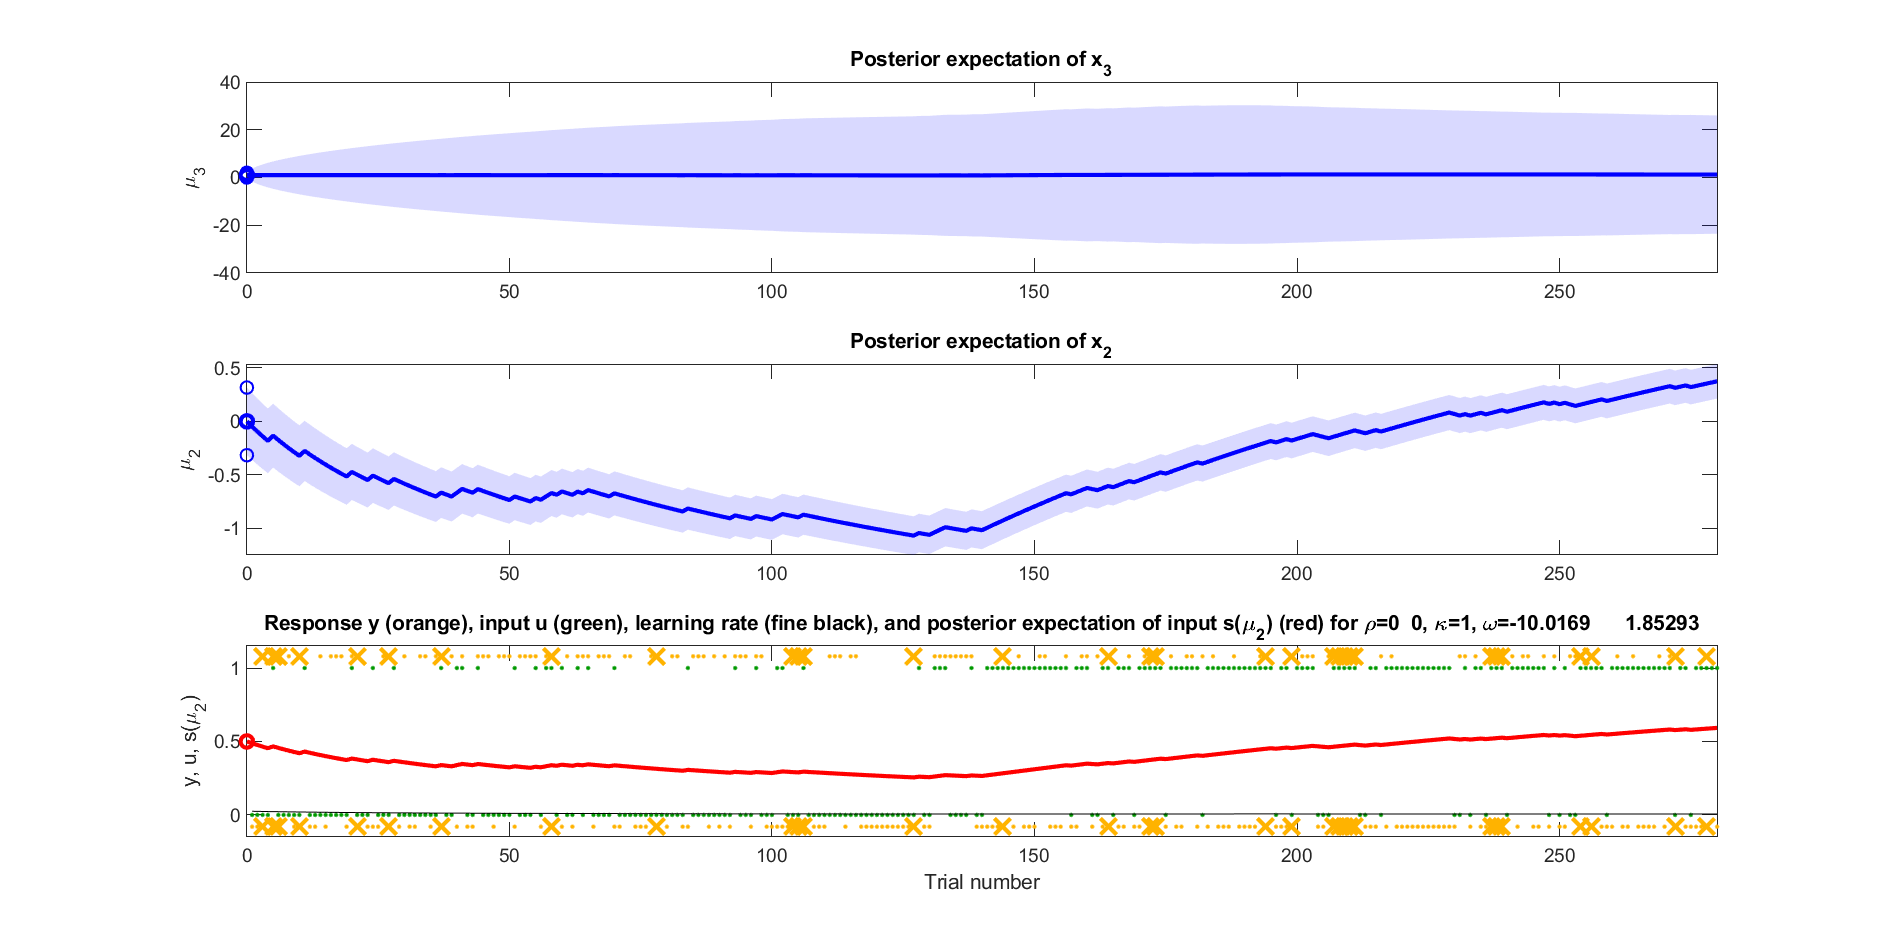 Posterior expectation of x3
40
20
0
-20
-40
μ3
0 50 100 150 200 250
Posterior expectation of x2
0.5
0
-0.5
-1
μ2
0 50 100 150 200 250
Response y (orange), input u (green), learning rate (fine black), and posterior expectation of input s(μ2) (red) for ρ=0 0, κ=1, ω=-10.0169 1.85293
1
0.5
0
y, u, s(μ2)
0 50 100 150 200 250
Trial number